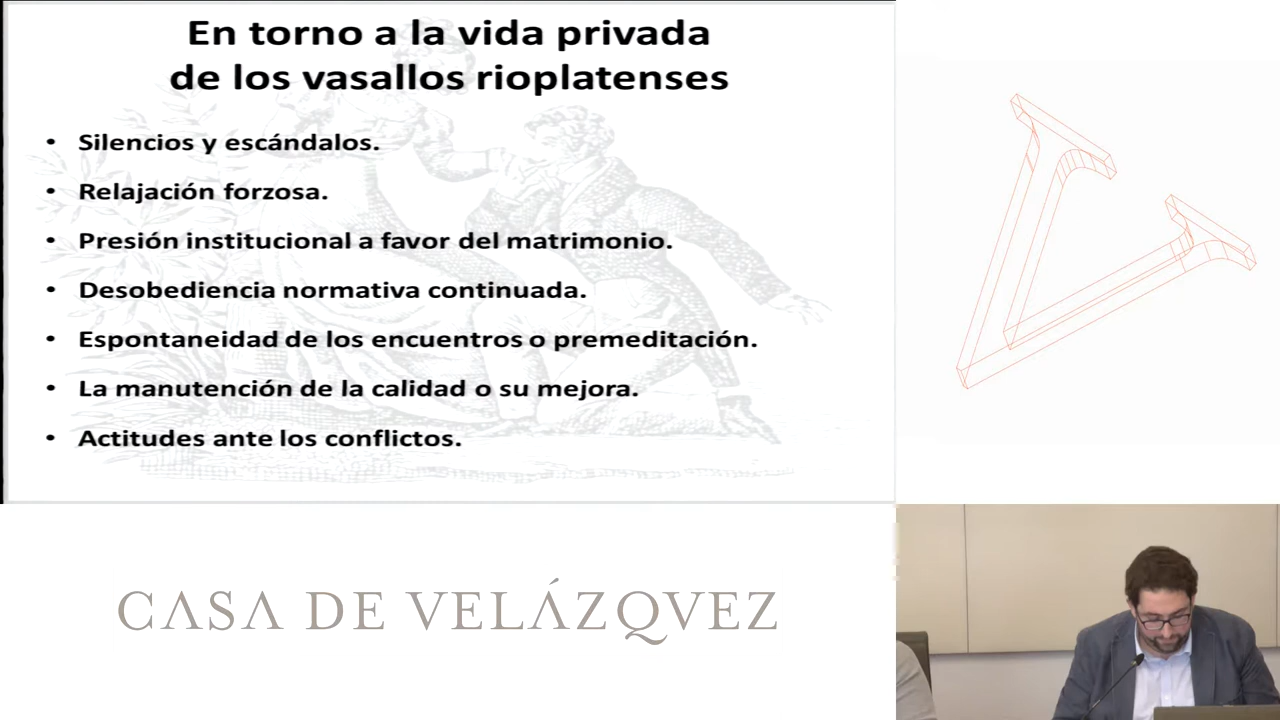 En torno a la vida privada
de los vasallos rioplatenses
• Silencios y escándalos.
• Relajación forzosa.
• Presión institucional a favor del matrimonio.
• Desobediencia normativa continuada.
• Espontaneidad de los encuentros o premeditación.
• La manutención de la calidad o su mejora.
• Actitudes ante los conflictos.
CASA DE VELÁZQVEZ